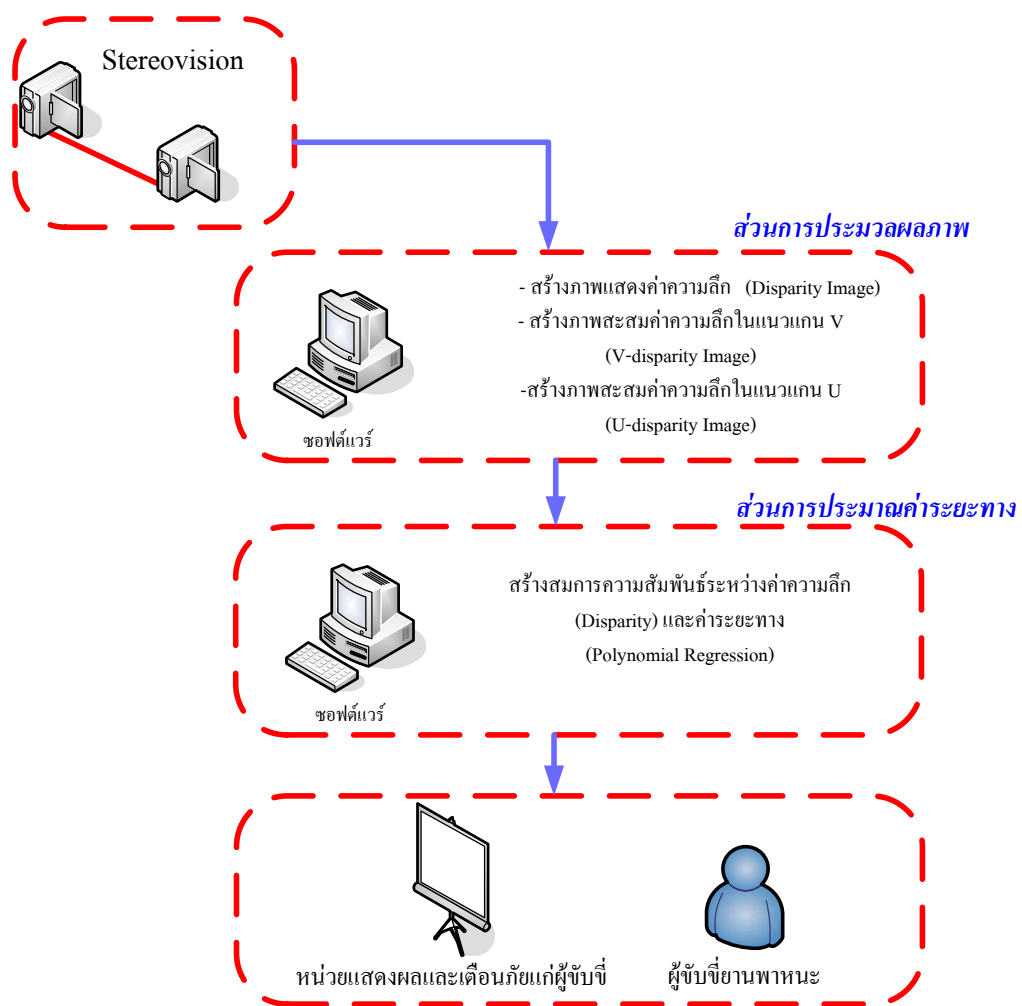 Stereovision
ส่วนการประมวลผลภาพ
- สร้างภาพแสดงค่าความลึก (Disparity Image)
- สร้างภาพสะสมค่าความลึกในแนวแกน V
(V-disparity Image)
-สร้างภาพสะสมค่าความลึกในแนวแกน U
(U-disparity Image)
ซอฟต์แวร์
ส่วนการประมาณค่าระยะทาง
สร้างสมการความสัมพันธ์ระหว่างค่าความลึก
(Disparity) และค่าระยะทาง
(Polynomial Regression)
ซอฟต์แวร์
หน่วยแสดงผลและเตือนภัยแก่ผู้ขับขี่
ผู้ขับขี่ยานพาหนะ